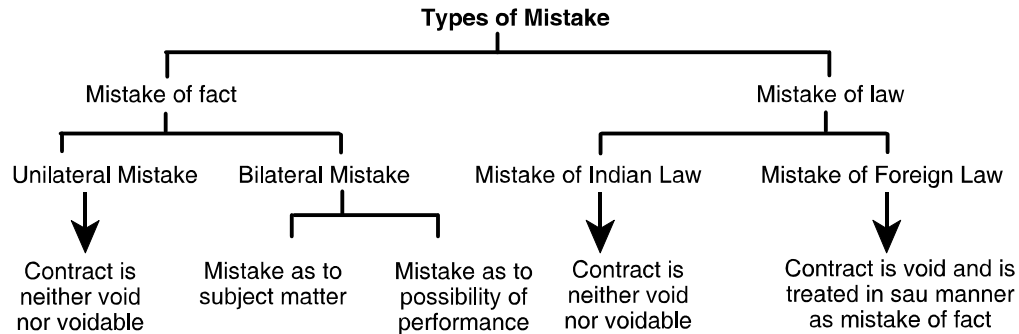 Types of Mistake
Mistake of fact
Mistake of law
Unilateral Mistake
Bilateral Mistake
Mistake of Indian Law
Mistake of Foreign Law
Contract is
neither void
nor voidable
Mistake as to
subject matter
Mistake as to
possibility of
performance
Contract is
neither void
nor voidable
Contract is void and is
treated in sau manner
as mistake of fact